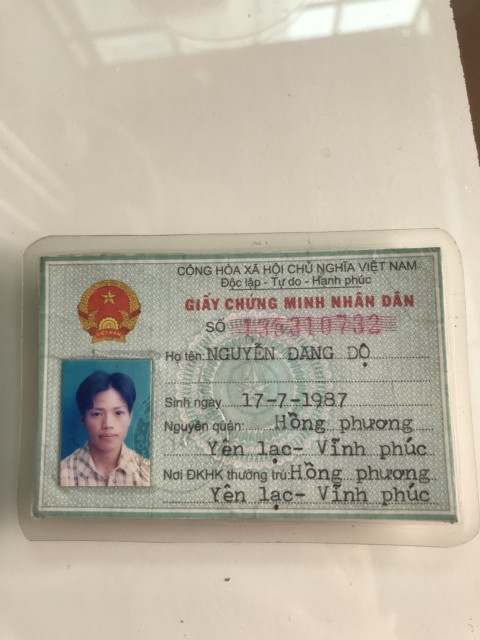 CỘNG HÒA XÃ HỘI CHỦ NGHĨA VIỆT NAM
Độc lập - Tự do - Hạnh phúc
GIẤY CHỨNG MINH NHÂN DÂN
SỐ 135310732
Họ tên: NGUYỄN ĐĂNG ĐỘ
Sinh ngày 17-7-1987
Nguyên quán: Hồng phương
Yên lạc- Vĩnh phúc
Nơi ĐKHK thường trú: Hồng phương
Yên lạc- Vĩnh phúc